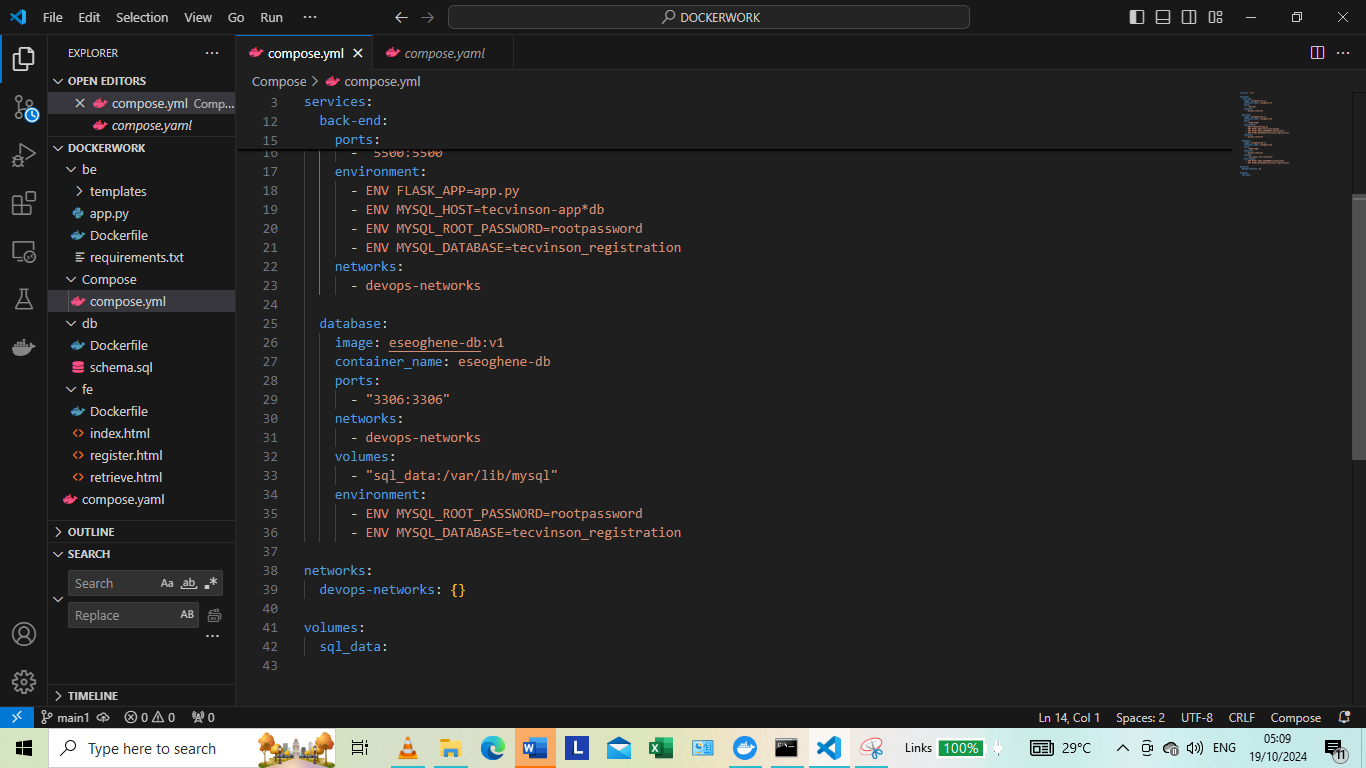 File Edit Selection View Go Run ··· DOCKERWORK
EXPLORER ···
OPEN EDITORS
compose.yml Comp...
compose.yaml
DOCKERWORK
be
templates
app.py
Dockerfile
requirements.txt
Compose
compose.yml
db
Dockerfile
schema.sql
fe
Dockerfile
index.html
register.html
retrieve.html
compose.yaml
OUTLINE
SEARCH
Search Aa ab .*
Replace AB
···
TIMELINE
compose.yml compose.yaml ···
Compose > compose.yml
3 services:
12 back-end:
15 ports:
16 - 5500:5500
17 environment:
18 - ENV FLASK_APP=app.py
19 - ENV MYSQL_HOST=tecvinson-app*db
20 - ENV MYSQL_ROOT_PASSWORD=rootpassword
21 - ENV MYSQL_DATABASE=tecvinson_registration
22 networks:
23 - devops-networks
24
25 database:
26 image: eseoghene-db:v1
27 container_name: eseoghene-db
28 ports:
29 - "3306:3306"
30 networks:
31 - devops-networks
32 volumes:
33 - "sql_data:/var/lib/mysql"
34 environment:
35 - ENV MYSQL_ROOT_PASSWORD=rootpassword
36 - ENV MYSQL_DATABASE=tecvinson_registration
37
38 networks:
39 devops-networks: {}
40
41 volumes:
42 sql_data:
43
main1 0 0 0 Ln 14, Col 1 Spaces: 2 UTF-8 CRLF Compose
Type here to search W L Links 100% 29°C ENG 05:09
19/10/2024
11